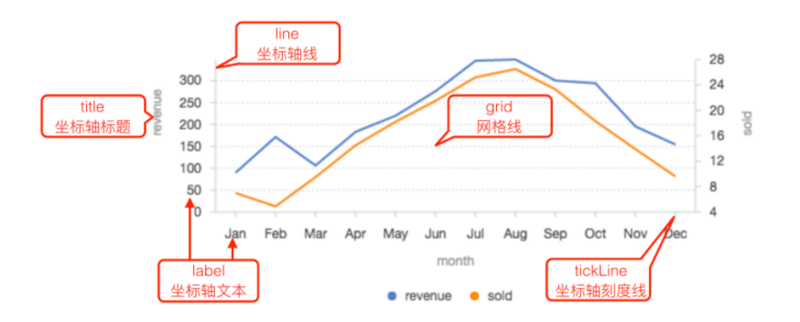 line
坐标轴线
title
坐标轴标题
revenue
300
250
200
150
100
50
0
grid
网格线
28
24
20
16
12
8
4
sold
Jan Feb Mar Apr May Jun Jul Aug Sep Oct Nov Dec
month
label
坐标轴文本
tickLine
坐标轴刻度线
revenue sold